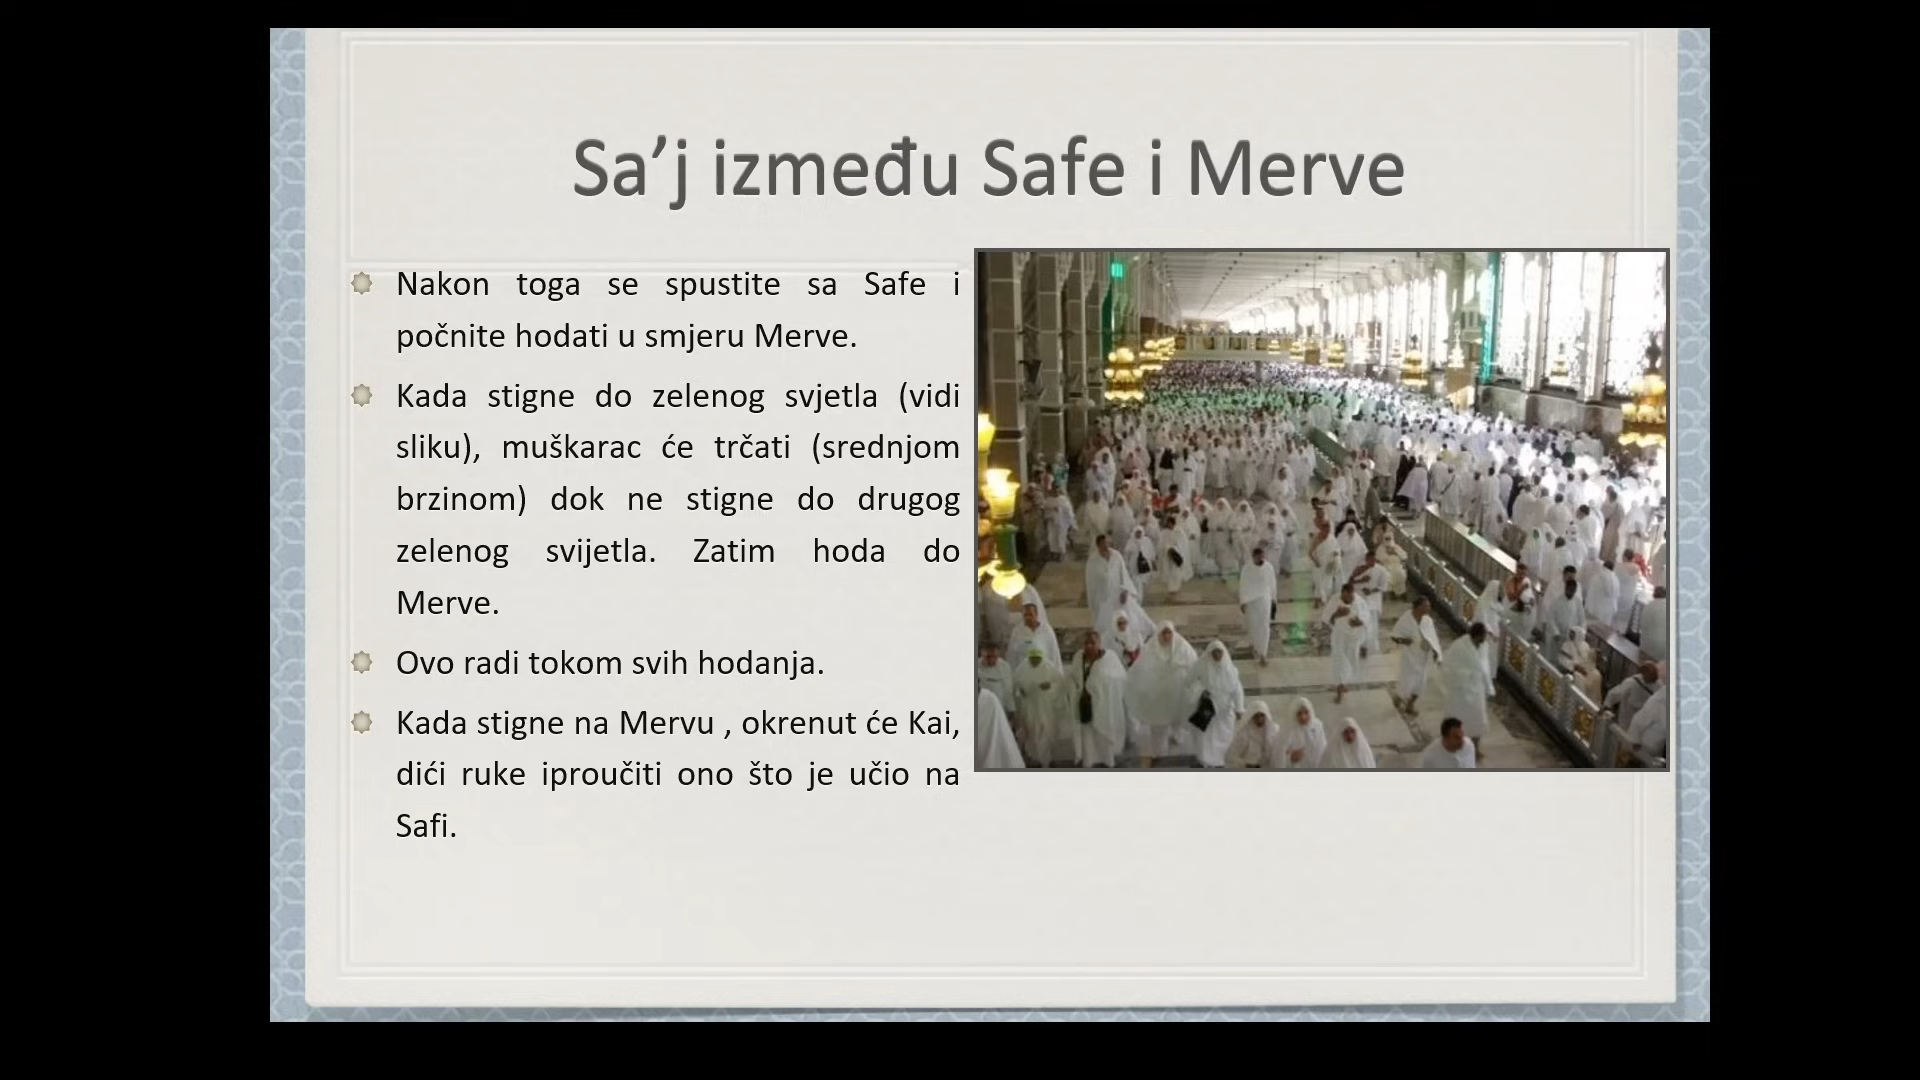 Sa’j između Safe i Merve
Nakon toga se spustite sa Safe i
počnite hodati u smjeru Merve.
Kada stigne do zelenog svjetla (vidi
sliku), muškarac će trčati (srednjom
brzinom) dok ne stigne do drugog
zelenog svijetla. Zatim hoda do
Merve.
Ovo radi tokom svih hodanja.
Kada stigne na Mervu , okrenut će Kai,
dići ruke iproučiti ono što je učio na
Safi.